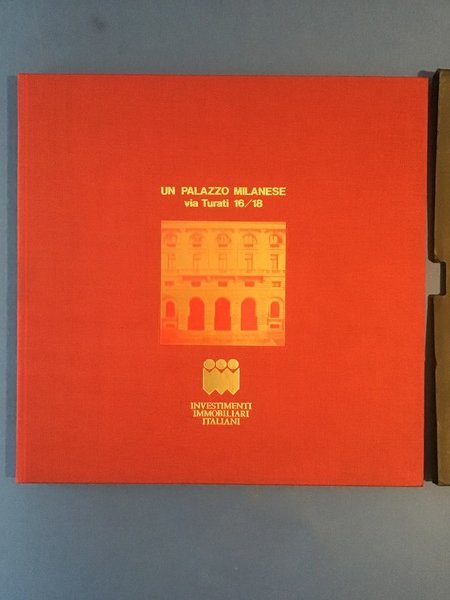 UN PALAZZO MILANESE
via Turati 16/18
INVESTIMENTI
IMMOBILIARI
ITALIANI